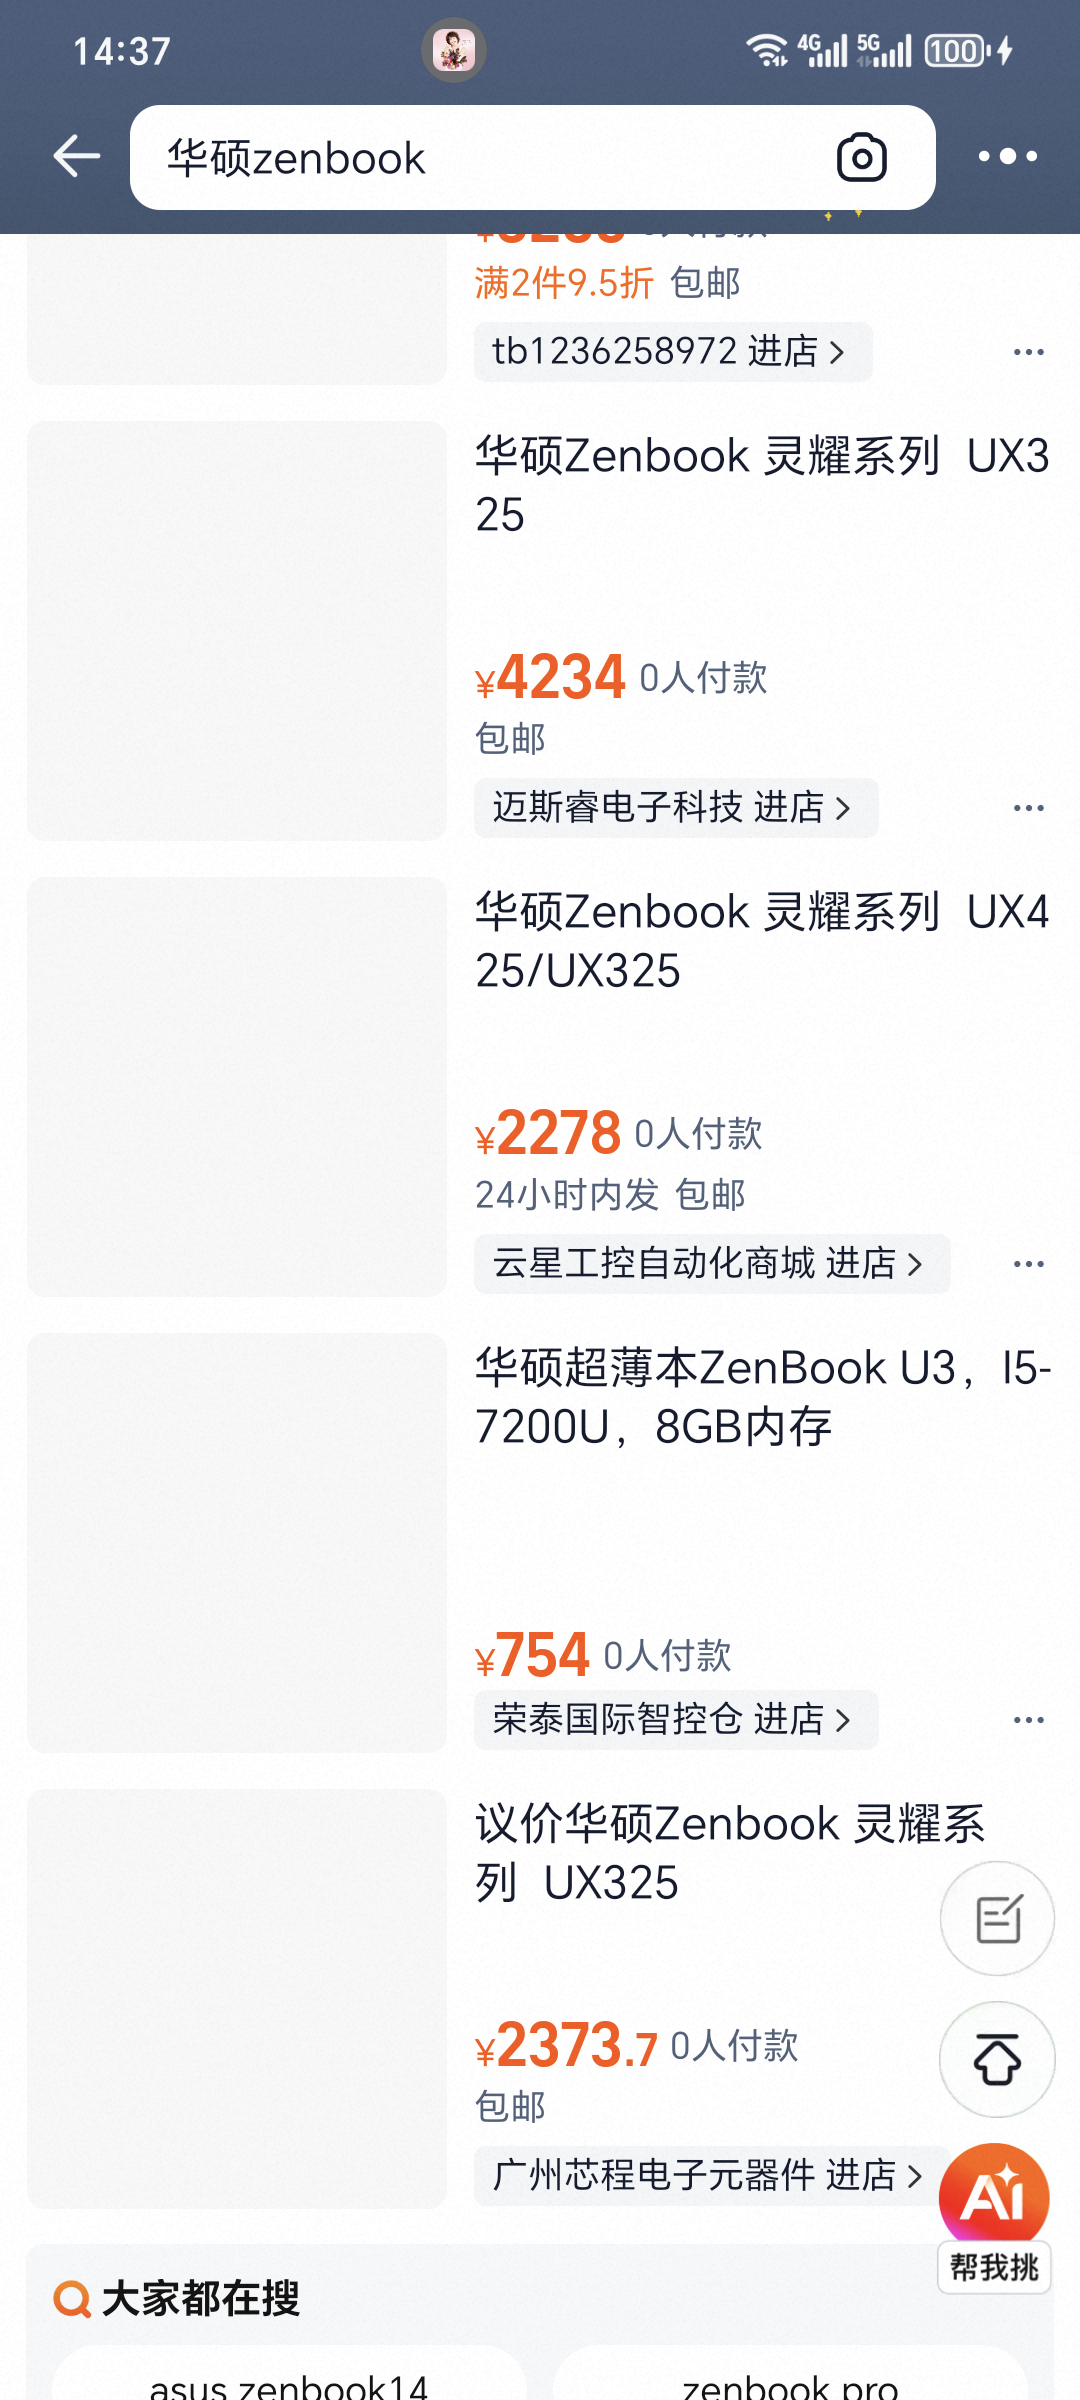 14:37
4G 5G 100
华硕zenbook
满2件9.5折 包邮
tb1236258972 进店
华硕Zenbook 灵耀系列 UX3
25
¥4234 0人付款
包邮
迈斯睿电子科技 进店
华硕Zenbook 灵耀系列 UX4
25/UX325
¥2278 0人付款
24小时内发 包邮
云星工控自动化商城 进店
华硕超薄本ZenBook U3，I5-
7200U，8GB内存
¥754 0人付款
荣泰国际智控仓 进店
议价华硕Zenbook 灵耀系
列 UX325
¥2373.7 0人付款
包邮
广州芯程电子元器件 进店
Ai
帮我挑
大家都在搜
asus zenbook14
zenbook pro